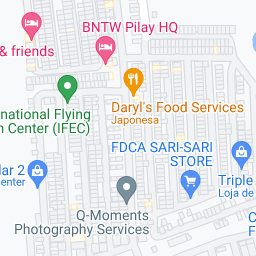 BNTW Pilay HQ
& friends
Daryl's Food Services
Japonesa
national Flying
n Center (IFEC)
FDCA SARI-SARI
STORE
lar 2
center
Triple
Loja de
Q-Moments
Photography Services
C